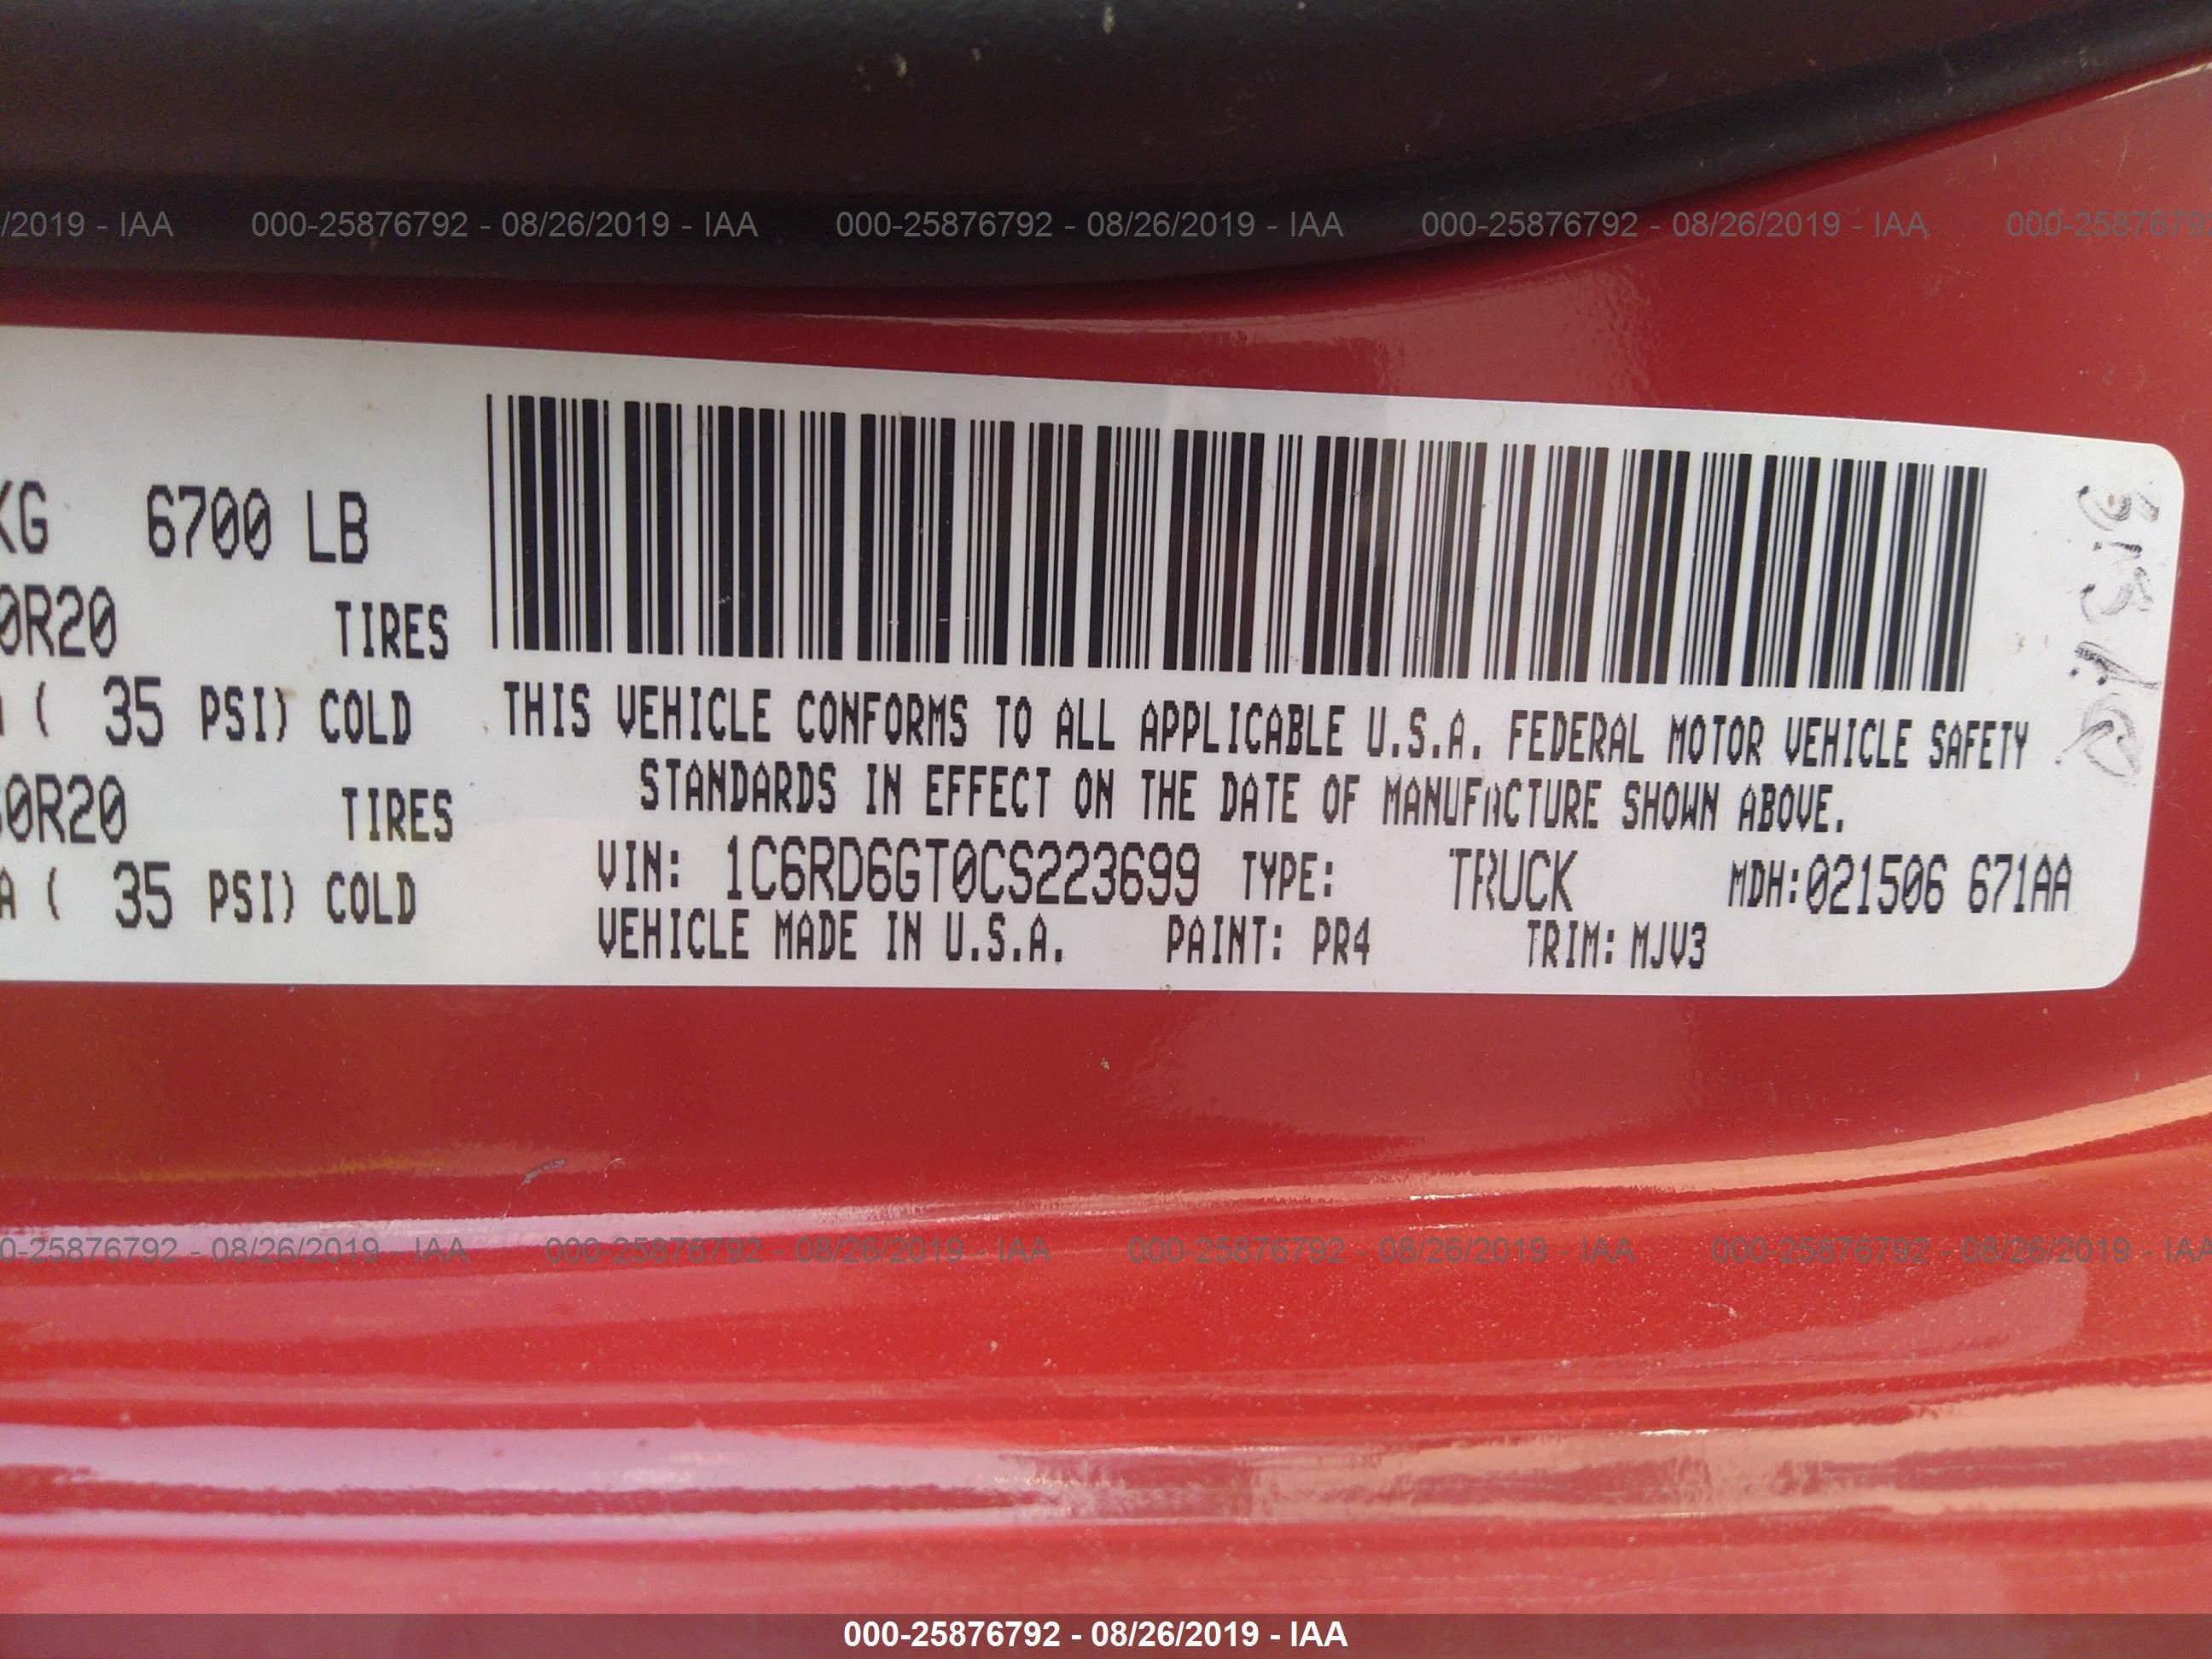 /2019 - IAA 000-25876792 - 08/26/2019 - IAA 000-25876792 - 08/26/2019 - IAA 000-25876792 - 08/26/2019 - IAA 000-2587679
KG 6700 LB
0R20 TIRES
( 35 PSI) COLD
0R20 TIRES
A ( 35 PSI) COLD
THIS VEHICLE CONFORMS TO ALL APPLICABLE U.S.A. FEDERAL MOTOR VEHICLE SAFETY
STANDARDS IN EFFECT ON THE DATE OF MANUFACTURE SHOWN ABOVE.
VIN: 1C6RD6GT0CS223699 TYPE: TRUCK MDH:021506 671AA
VEHICLE MADE IN U.S.A. PAINT: PR4 TRIM: MJV3
0-25876792 - 08/26/2019 - IAA 000-25876792 - 08/26/2019 - IAA 000-25876792 - 08/26/2019 - IAA 000-25876792 - 08/26/2019 - IAA
000-25876792 - 08/26/2019 - IAA